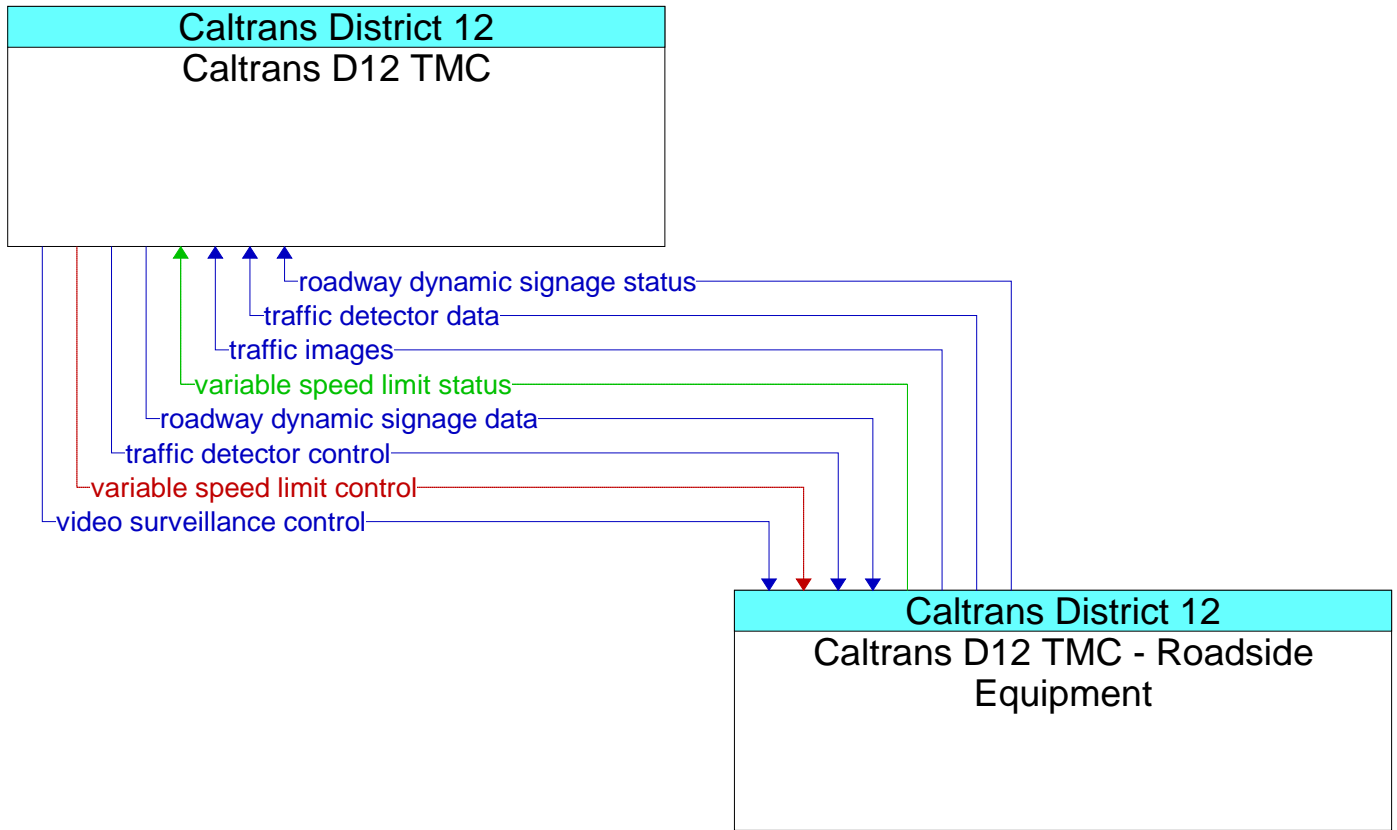 Caltrans District 12
Caltrans D12 TMC
roadway dynamic signage status
traffic detector data
traffic images
variable speed limit status
roadway dynamic signage data
traffic detector control
variable speed limit control
video surveillance control
Caltrans District 12
Caltrans D12 TMC - Roadside
Equipment